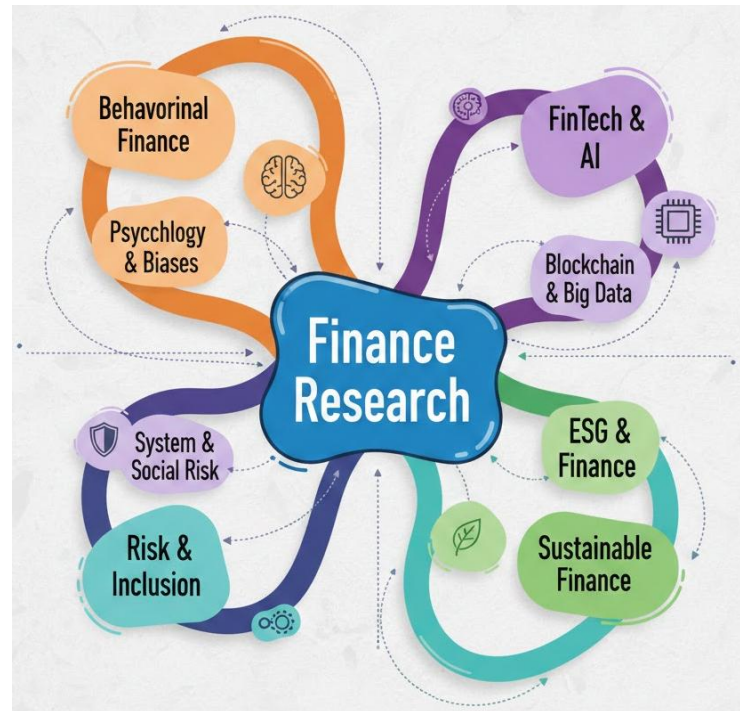 Behavorinal
Finance
Psycchlogy
& Biases
FinTech &
AI
Blockchain
& Big Data
Finance
Research
System &
Social Risk
Risk &
Inclusion
ESG &
Finance
Sustainable
Finance